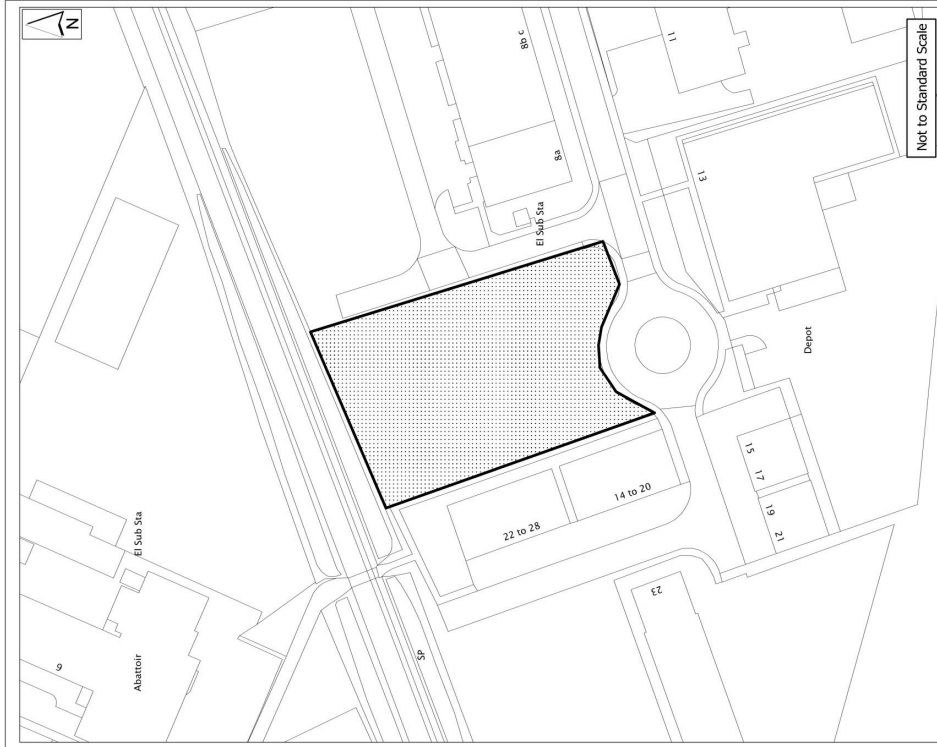 N
9
Abattoir
El Sub Sta
SP
22 to 28
8b c
El Sub Sta
8a
14 to 20
23
11
13
15
17
19
21
Depot
Not to Standard Scale